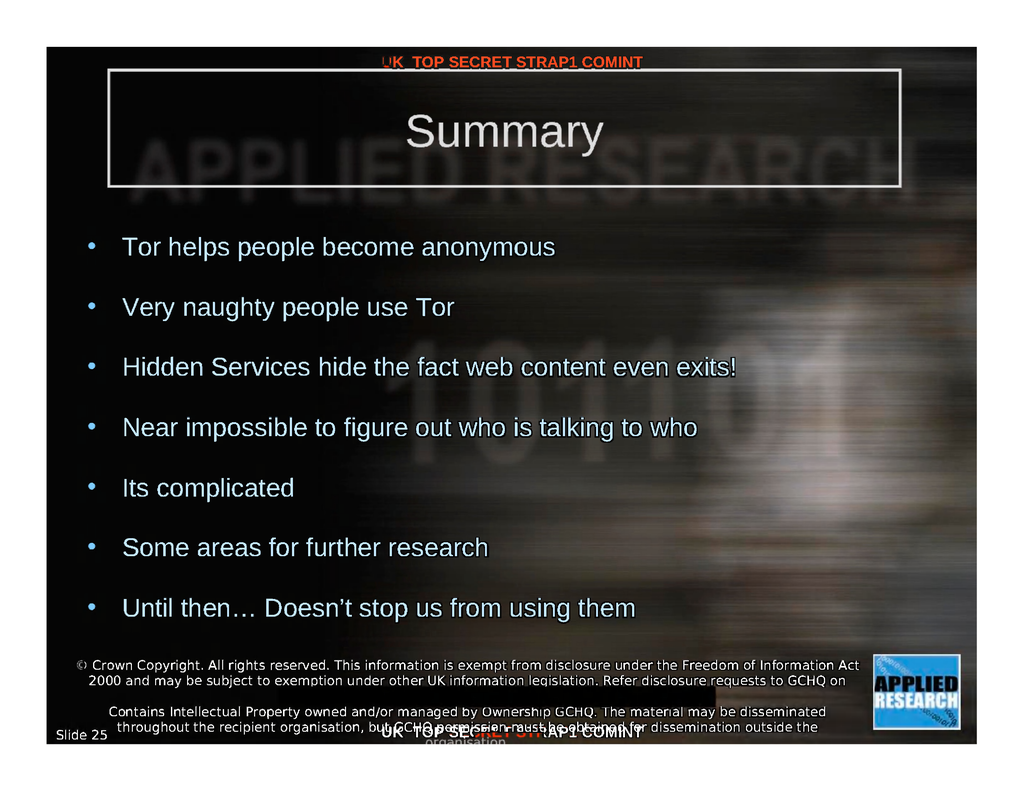 UK TOP SECRET STRAP1 COMINT
Summary
APPLIED RESEARCH
• Tor helps people become anonymous
• Very naughty people use Tor
• Hidden Services hide the fact web content even exits!
101101
• Near impossible to figure out who is talking to who
• Its complicated
• Some areas for further research
• Until then… Doesn’t stop us from using them
© Crown Copyright. All rights reserved. This information is exempt from disclosure under the Freedom of Information Act
2000 and may be subject to exemption under other UK information legislation. Refer disclosure requests to GCHQ on
Contains Intellectual Property owned and/or managed by Ownership GCHQ. The material may be disseminated
throughout the recipient organisation, but GCHQ permission must be obtained for dissemination outside the
organisation
UK TOP SECRET STRAP1 COMINT
Slide 25
APPLIED
RESEARCH